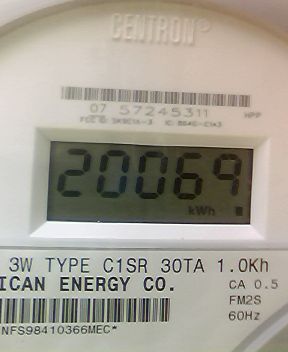 CENTRON®
07 57245311 HPP
20069
kWh
3W TYPE C1SR 30TA 1.0Kh
ICAN ENERGY CO. CA 0.5
FM2S
NFS98410366MEC* 60Hz